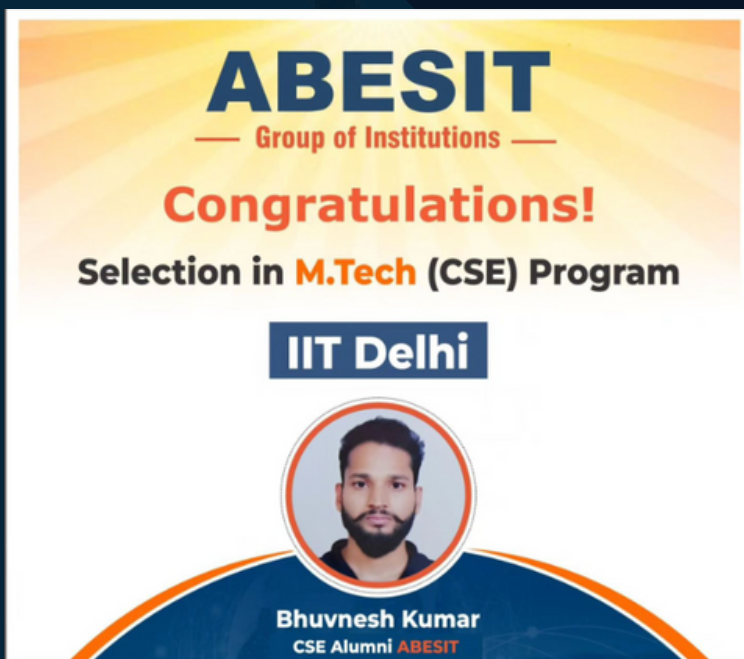 ABESIT
Group of Institutions
Congratulations!
Selection in M.Tech (CSE) Program
IIT Delhi
Bhuvnesh Kumar
CSE Alumni ABESIT